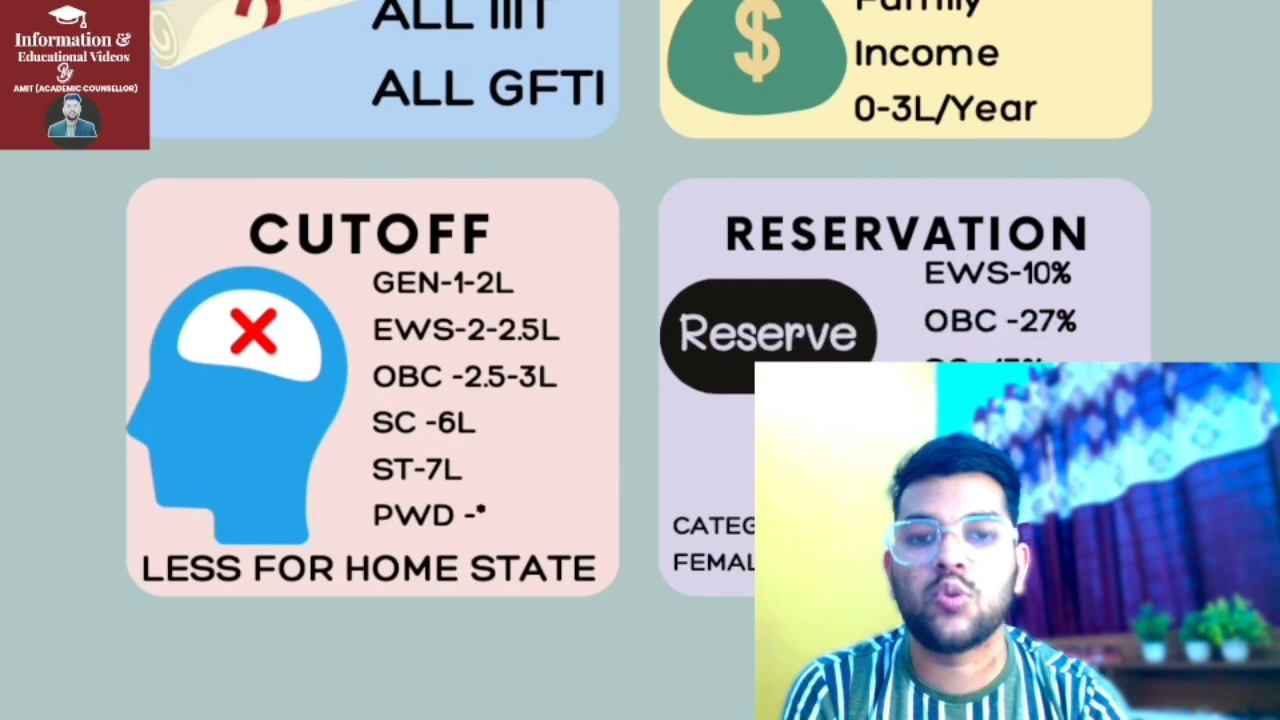 Information &
Educational Videos
By
AMIT (ACADEMIC COUNSELLOR)
ALL IIIT
ALL GFTI
$
Family
Income
0-3L/Year
CUTOFF
GEN-1-2L
EWS-2-2.5L
OBC -2.5-3L
SC -6L
ST-7L
PWD -*
LESS FOR HOME STATE
RESERVATION
EWS-10%
OBC -27%
Reserve